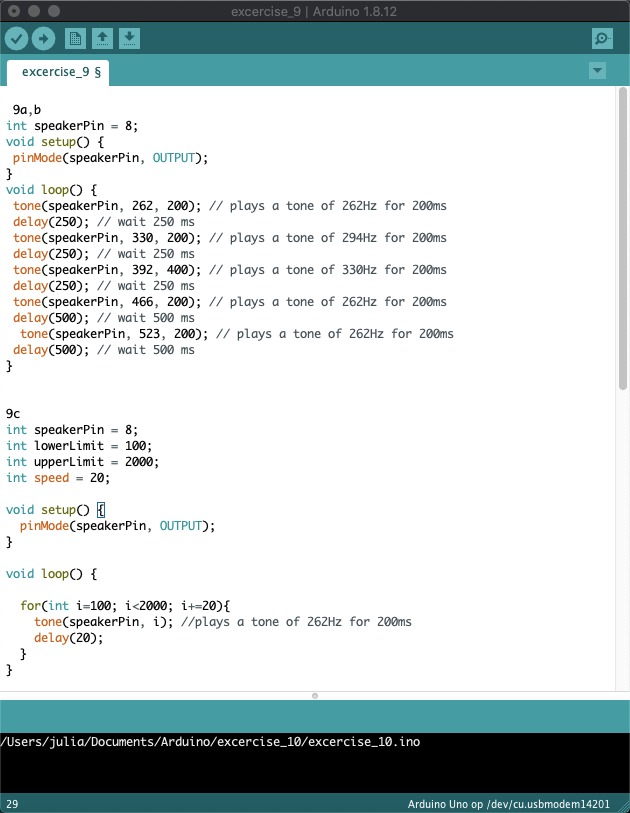 excercise_9 | Arduino 1.8.12
excercise_9 §
9a,b
int speakerPin = 8;
void setup() {
pinMode(speakerPin, OUTPUT);
}
void loop() {
tone(speakerPin, 262, 200); // plays a tone of 262Hz for 200ms
delay(250); // wait 250 ms
tone(speakerPin, 330, 200); // plays a tone of 294Hz for 200ms
delay(250); // wait 250 ms
tone(speakerPin, 392, 400); // plays a tone of 330Hz for 200ms
delay(250); // wait 250 ms
tone(speakerPin, 466, 200); // plays a tone of 262Hz for 200ms
delay(500); // wait 500 ms
tone(speakerPin, 523, 200); // plays a tone of 262Hz for 200ms
delay(500); // wait 500 ms
}
9c
int speakerPin = 8;
int lowerLimit = 100;
int upperLimit = 2000;
int speed = 20;
void setup() {
pinMode(speakerPin, OUTPUT);
}
void loop() {
for(int i=100; i<2000; i+=20){
tone(speakerPin, i); //plays a tone of 262Hz for 200ms
delay(20);
}
}
/Users/julia/Documents/Arduino/excercise_10/excercise_10.ino
29 Arduino Uno op /dev/cu.usbmodem14201